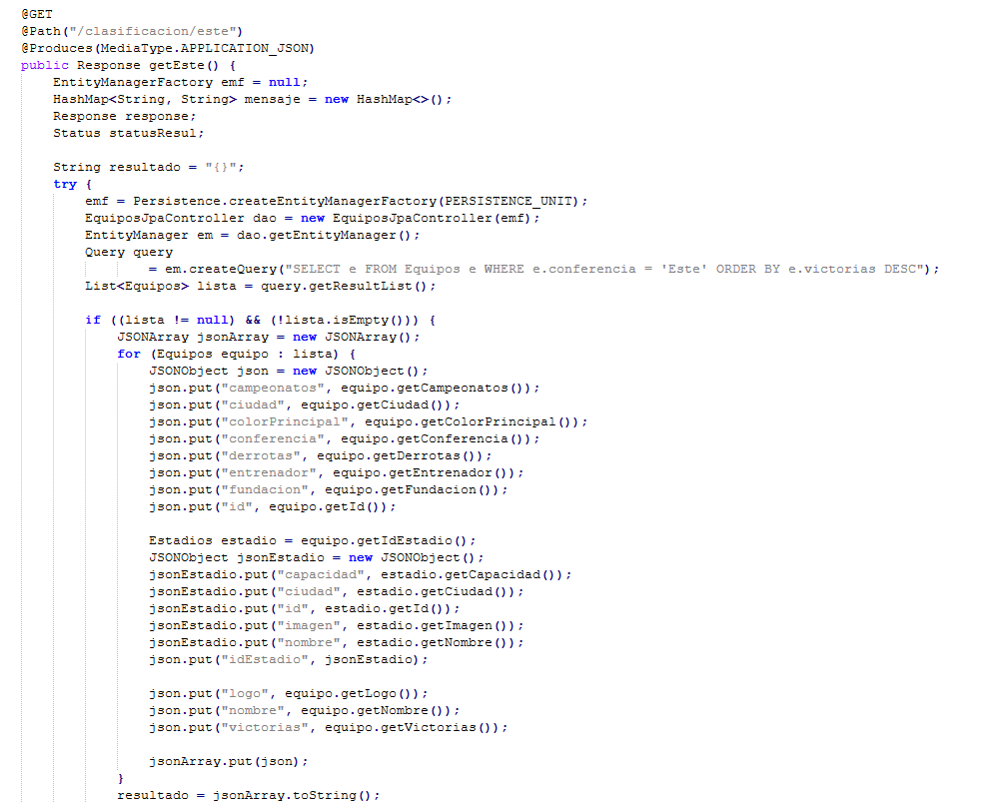 @GET
@Path("/clasificacion/este")
@Produces(MediaType.APPLICATION_JSON)
public Response getEste() {
    EntityManagerFactory emf = null;
    HashMap<String, String> mensaje = new HashMap<>();
    Response response;
    Status statusResul;

    String resultado = "{}";
    try {
        emf = Persistence.createEntityManagerFactory(PERSISTENCE_UNIT);
        EquiposJpaController dao = new EquiposJpaController(emf);
        EntityManager em = dao.getEntityManager();
        Query query
                = em.createQuery("SELECT e FROM Equipos e WHERE e.conferencia = 'Este' ORDER BY e.victorias DESC");
        List<Equipos> lista = query.getResultList();

        if ((lista != null) && (!lista.isEmpty())) {
            JSONArray jsonArray = new JSONArray();
            for (Equipos equipo : lista) {
                JSONObject json = new JSONObject();
                json.put("campeonatos", equipo.getCampeonatos());
                json.put("ciudad", equipo.getCiudad());
                json.put("colorPrincipal", equipo.getColorPrincipal());
                json.put("conferencia", equipo.getConferencia());
                json.put("derrotas", equipo.getDerrotas());
                json.put("entrenador", equipo.getEntrenador());
                json.put("fundacion", equipo.getFundacion());
                json.put("id", equipo.getId());

                Estadios estadio = equipo.getIdEstadio();
                JSONObject jsonEstadio = new JSONObject();
                jsonEstadio.put("capacidad", estadio.getCapacidad());
                jsonEstadio.put("ciudad", estadio.getCiudad());
                jsonEstadio.put("id", estadio.getId());
                jsonEstadio.put("imagen", estadio.getImagen());
                jsonEstadio.put("nombre", estadio.getNombre());
                json.put("idEstadio", jsonEstadio);

                json.put("logo", equipo.getLogo());
                json.put("nombre", equipo.getNombre());
                json.put("victorias", equipo.getVictorias());

                jsonArray.put(json);
            }
            resultado = jsonArray.toString();